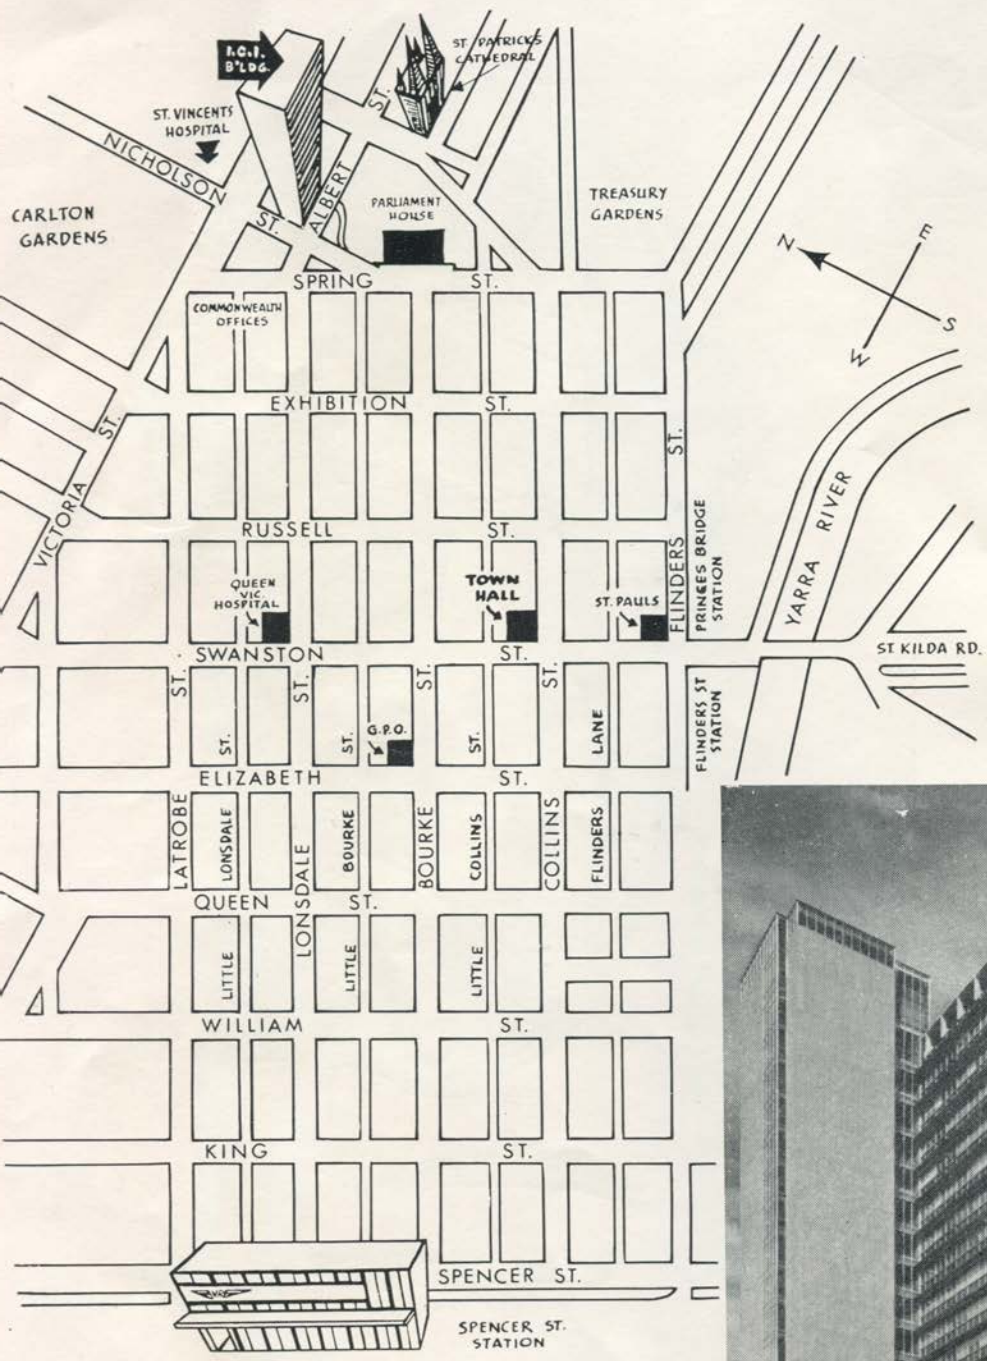 I.C.I.
B'LDG.
ST. PATRICKS
CATHEDRAL
ST.
ST. VINCENTS
HOSPITAL
NICHOLSON
ST.
ALBERT
CARLTON
GARDENS
PARLIAMENT
HOUSE
TREASURY
GARDENS
N
E
S
W
SPRING ST.
COMMONWEALTH
OFFICES
EXHIBITION ST.
VICTORIA ST.
RUSSELL ST.
FLINDERS ST.
PRINCES BRIDGE
STATION
YARRA RIVER
QUEEN
VIC.
HOSPITAL
TOWN
HALL
ST. PAULS
SWANSTON ST.
ST. KILDA RD.
ST.
ST.
ST.
ST.
ST.
ST.
G.P.O.
ST.
LANE
FLINDERS ST
STATION
ELIZABETH ST.
LATROBE
LONSDALE
LONSDALE
BOURKE
BOURKE
COLLINS
COLLINS
FLINDERS
QUEEN ST.
LITTLE
LITTLE
LITTLE
WILLIAM ST.
KING ST.
SPENCER ST.
SPENCER ST.
STATION